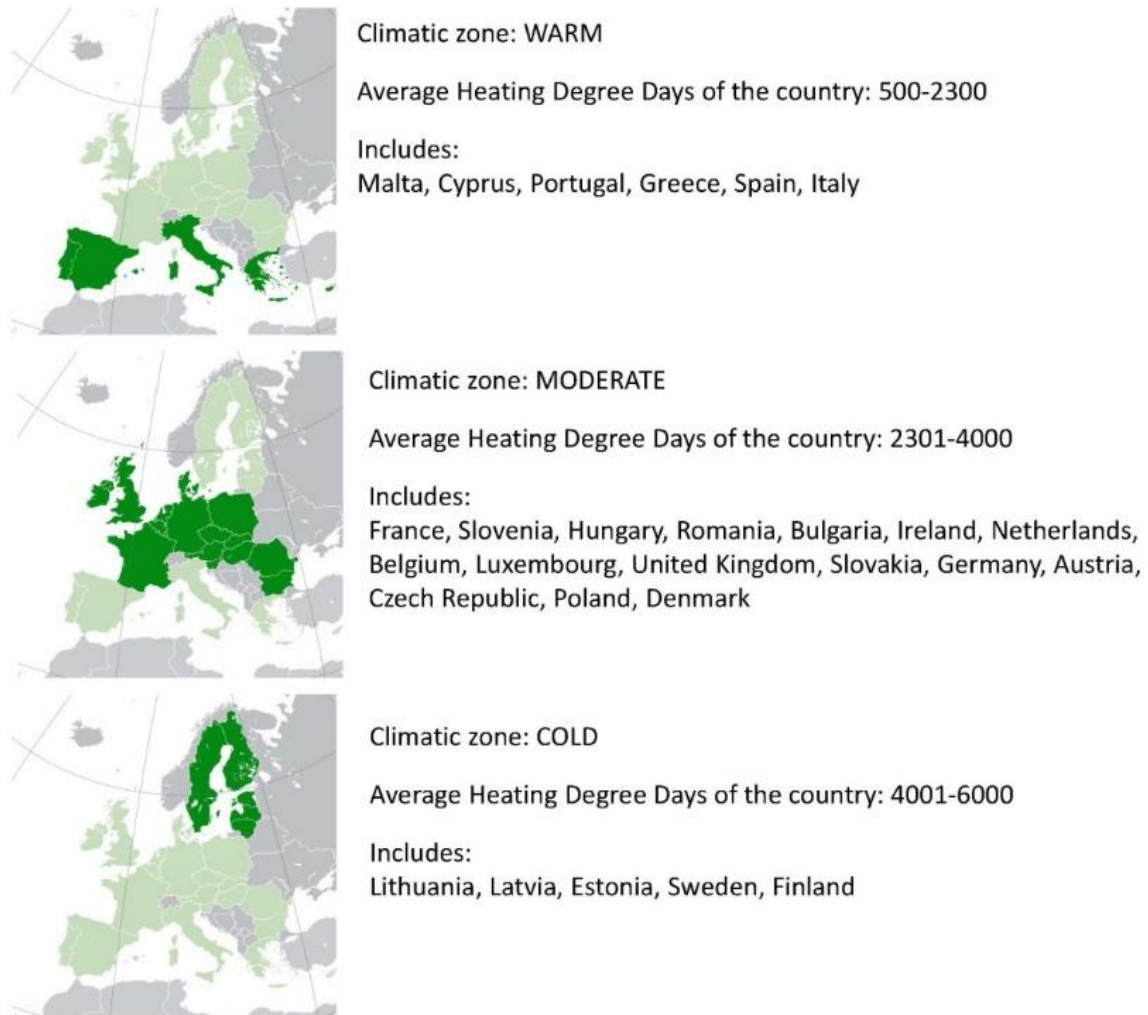 Climatic zone: WARM
Average Heating Degree Days of the country: 500-2300
Includes:
Malta, Cyprus, Portugal, Greece, Spain, Italy
Climatic zone: MODERATE
Average Heating Degree Days of the country: 2301-4000
Includes:
France, Slovenia, Hungary, Romania, Bulgaria, Ireland, Netherlands,
Belgium, Luxembourg, United Kingdom, Slovakia, Germany, Austria,
Czech Republic, Poland, Denmark
Climatic zone: COLD
Average Heating Degree Days of the country: 4001-6000
Includes:
Lithuania, Latvia, Estonia, Sweden, Finland